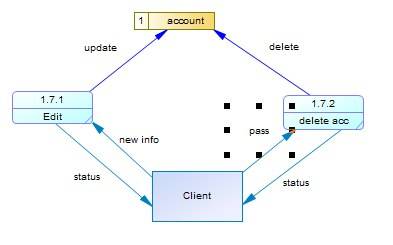 1 account
update
delete
1.7.1
Edit
1.7.2
delete acc
new info
pass
status
status
Client